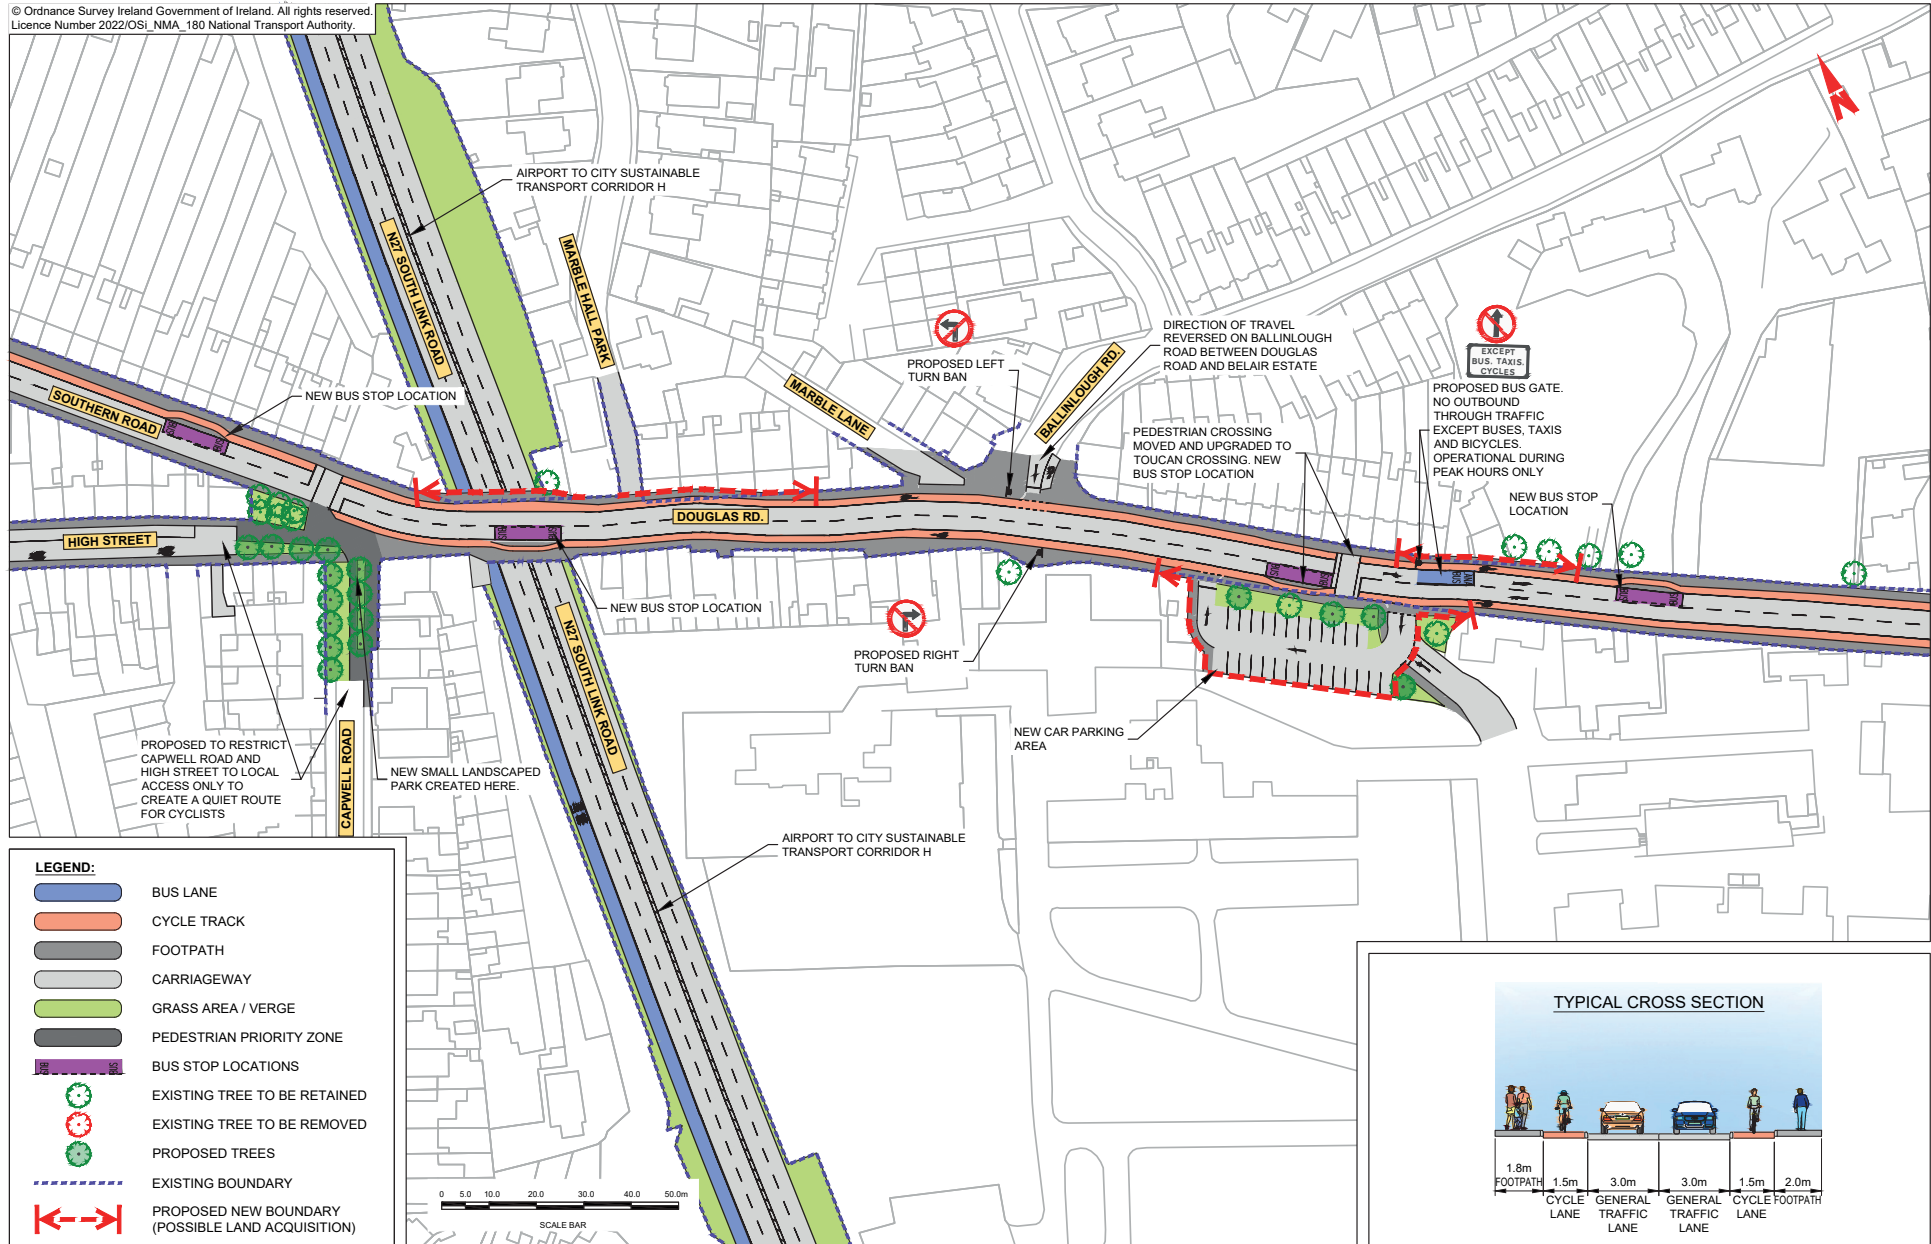 © Ordnance Survey Ireland Government of Ireland. All rights reserved.
Licence Number 2022/OSi_NMA_180 National Transport Authority.
AIRPORT TO CITY SUSTAINABLE
TRANSPORT CORRIDOR H
N27 SOUTH LINK ROAD
MARBLE HALL PARK
PROPOSED LEFT
TURN BAN
MARBLE LANE
BALLINLOUGH RD.
DIRECTION OF TRAVEL
REVERSED ON BALLINLOUGH
ROAD BETWEEN DOUGLAS
ROAD AND BELAIR ESTATE
EXCEPT
BUS, TAXIS,
CYCLES
PROPOSED BUS GATE.
NO OUTBOUND
THROUGH TRAFFIC
EXCEPT BUSES, TAXIS
AND BICYCLES.
OPERATIONAL DURING
PEAK HOURS ONLY
PEDESTRIAN CROSSING
MOVED AND UPGRADED TO
TOUCAN CROSSING. NEW
BUS STOP LOCATION
NEW BUS STOP
LOCATION
SOUTHERN ROAD
NEW BUS STOP LOCATION
BUS
BUS
HIGH STREET
DOUGLAS RD.
BUS
BUS
BUS
BUS
BUS
BUS
BUS
NEW BUS STOP LOCATION
N27 SOUTH LINK ROAD
PROPOSED RIGHT
TURN BAN
NEW CAR PARKING
AREA
PROPOSED TO RESTRICT
CAPWELL ROAD AND
HIGH STREET TO LOCAL
ACCESS ONLY TO
CREATE A QUIET ROUTE
FOR CYCLISTS
CAPWELL ROAD
NEW SMALL LANDSCAPED
PARK CREATED HERE.
AIRPORT TO CITY SUSTAINABLE
TRANSPORT CORRIDOR H
LEGEND:
BUS LANE
CYCLE TRACK
FOOTPATH
CARRIAGEWAY
GRASS AREA / VERGE
PEDESTRIAN PRIORITY ZONE
BUS
BUS STOP LOCATIONS
EXISTING TREE TO BE RETAINED
EXISTING TREE TO BE REMOVED
PROPOSED TREES
EXISTING BOUNDARY
PROPOSED NEW BOUNDARY
(POSSIBLE LAND ACQUISITION)
0 5.0 10.0 20.0 30.0 40.0 50.0m
SCALE BAR
TYPICAL CROSS SECTION
1.8m
FOOTPATH
1.5m
CYCLE
LANE
3.0m
GENERAL
TRAFFIC
LANE
3.0m
GENERAL
TRAFFIC
LANE
1.5m
CYCLE
LANE
2.0m
FOOTPATH